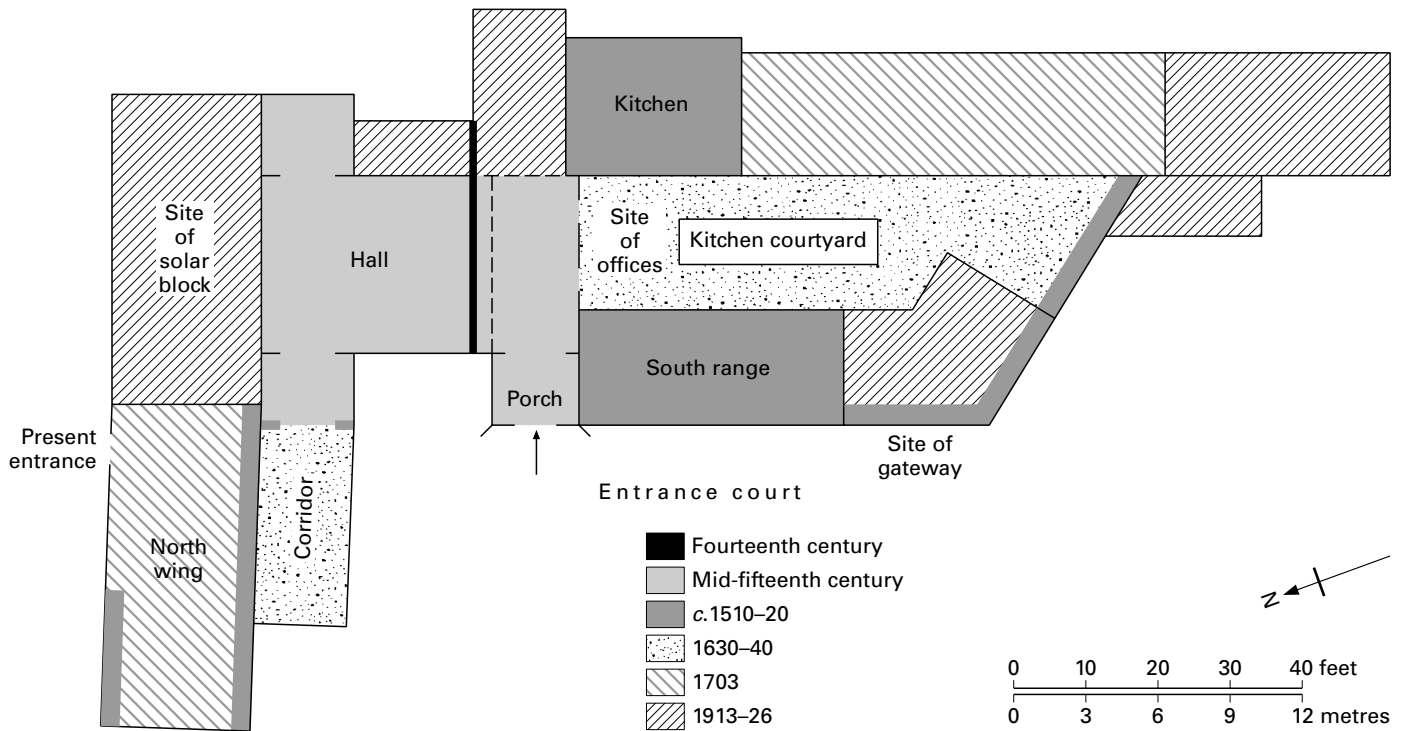 Kitchen
Site
of
solar
block
Hall
Site
of
offices
Kitchen courtyard
South range
Porch
Present
entrance
Site of
gateway
Entrance court
Corridor
North
wing
Fourteenth century
Mid-fifteenth century
c.1510–20
1630–40
1703
1913–26
N
0 10 20 30 40 feet
0 3 6 9 12 metres